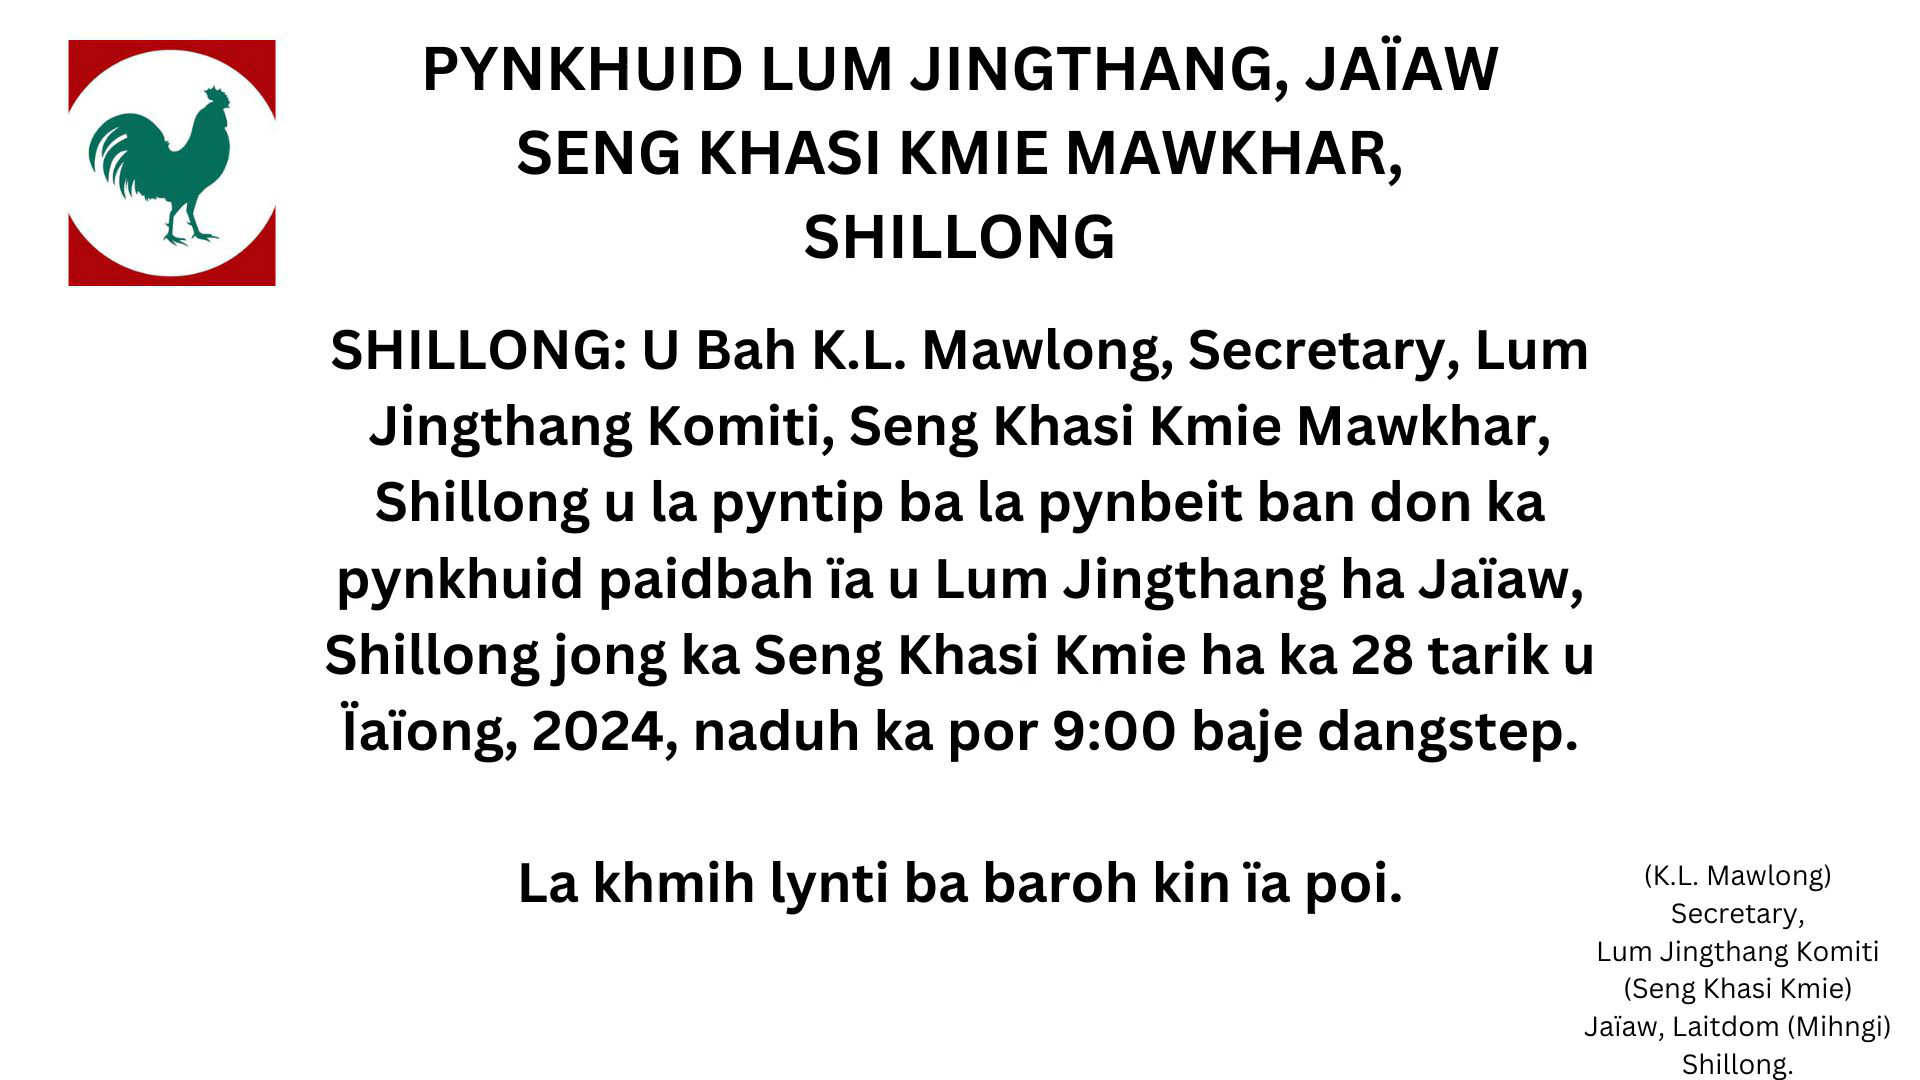 PYNKHUID LUM JINGTHANG, JAÏAW
SENG KHASI KMIE MAWKHAR,
SHILLONG
SHILLONG: U Bah K.L. Mawlong, Secretary, Lum
Jingthang Komiti, Seng Khasi Kmie Mawkhar,
Shillong u la pyntip ba la pynbeit ban don ka
pynkhuid paidbah ïa u Lum Jingthang ha Jaïaw,
Shillong jong ka Seng Khasi Kmie ha ka 28 tarik u
Ïaïong, 2024, naduh ka por 9:00 baje dangstep.
La khmih lynti ba baroh kin ïa poi.
(K.L. Mawlong)
Secretary,
Lum Jingthang Komiti
(Seng Khasi Kmie)
Jaïaw, Laitdom (Mihngi)
Shillong.